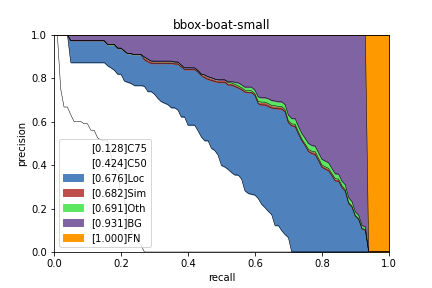 bbox-boat-small
precision
1.0
0.8
0.6
0.4
0.2
0.0
[0.128]C75
[0.424]C50
[0.676]Loc
[0.682]Sim
[0.691]Oth
[0.931]BG
[1.000]FN
0.0 0.2 0.4 0.6 0.8 1.0
recall